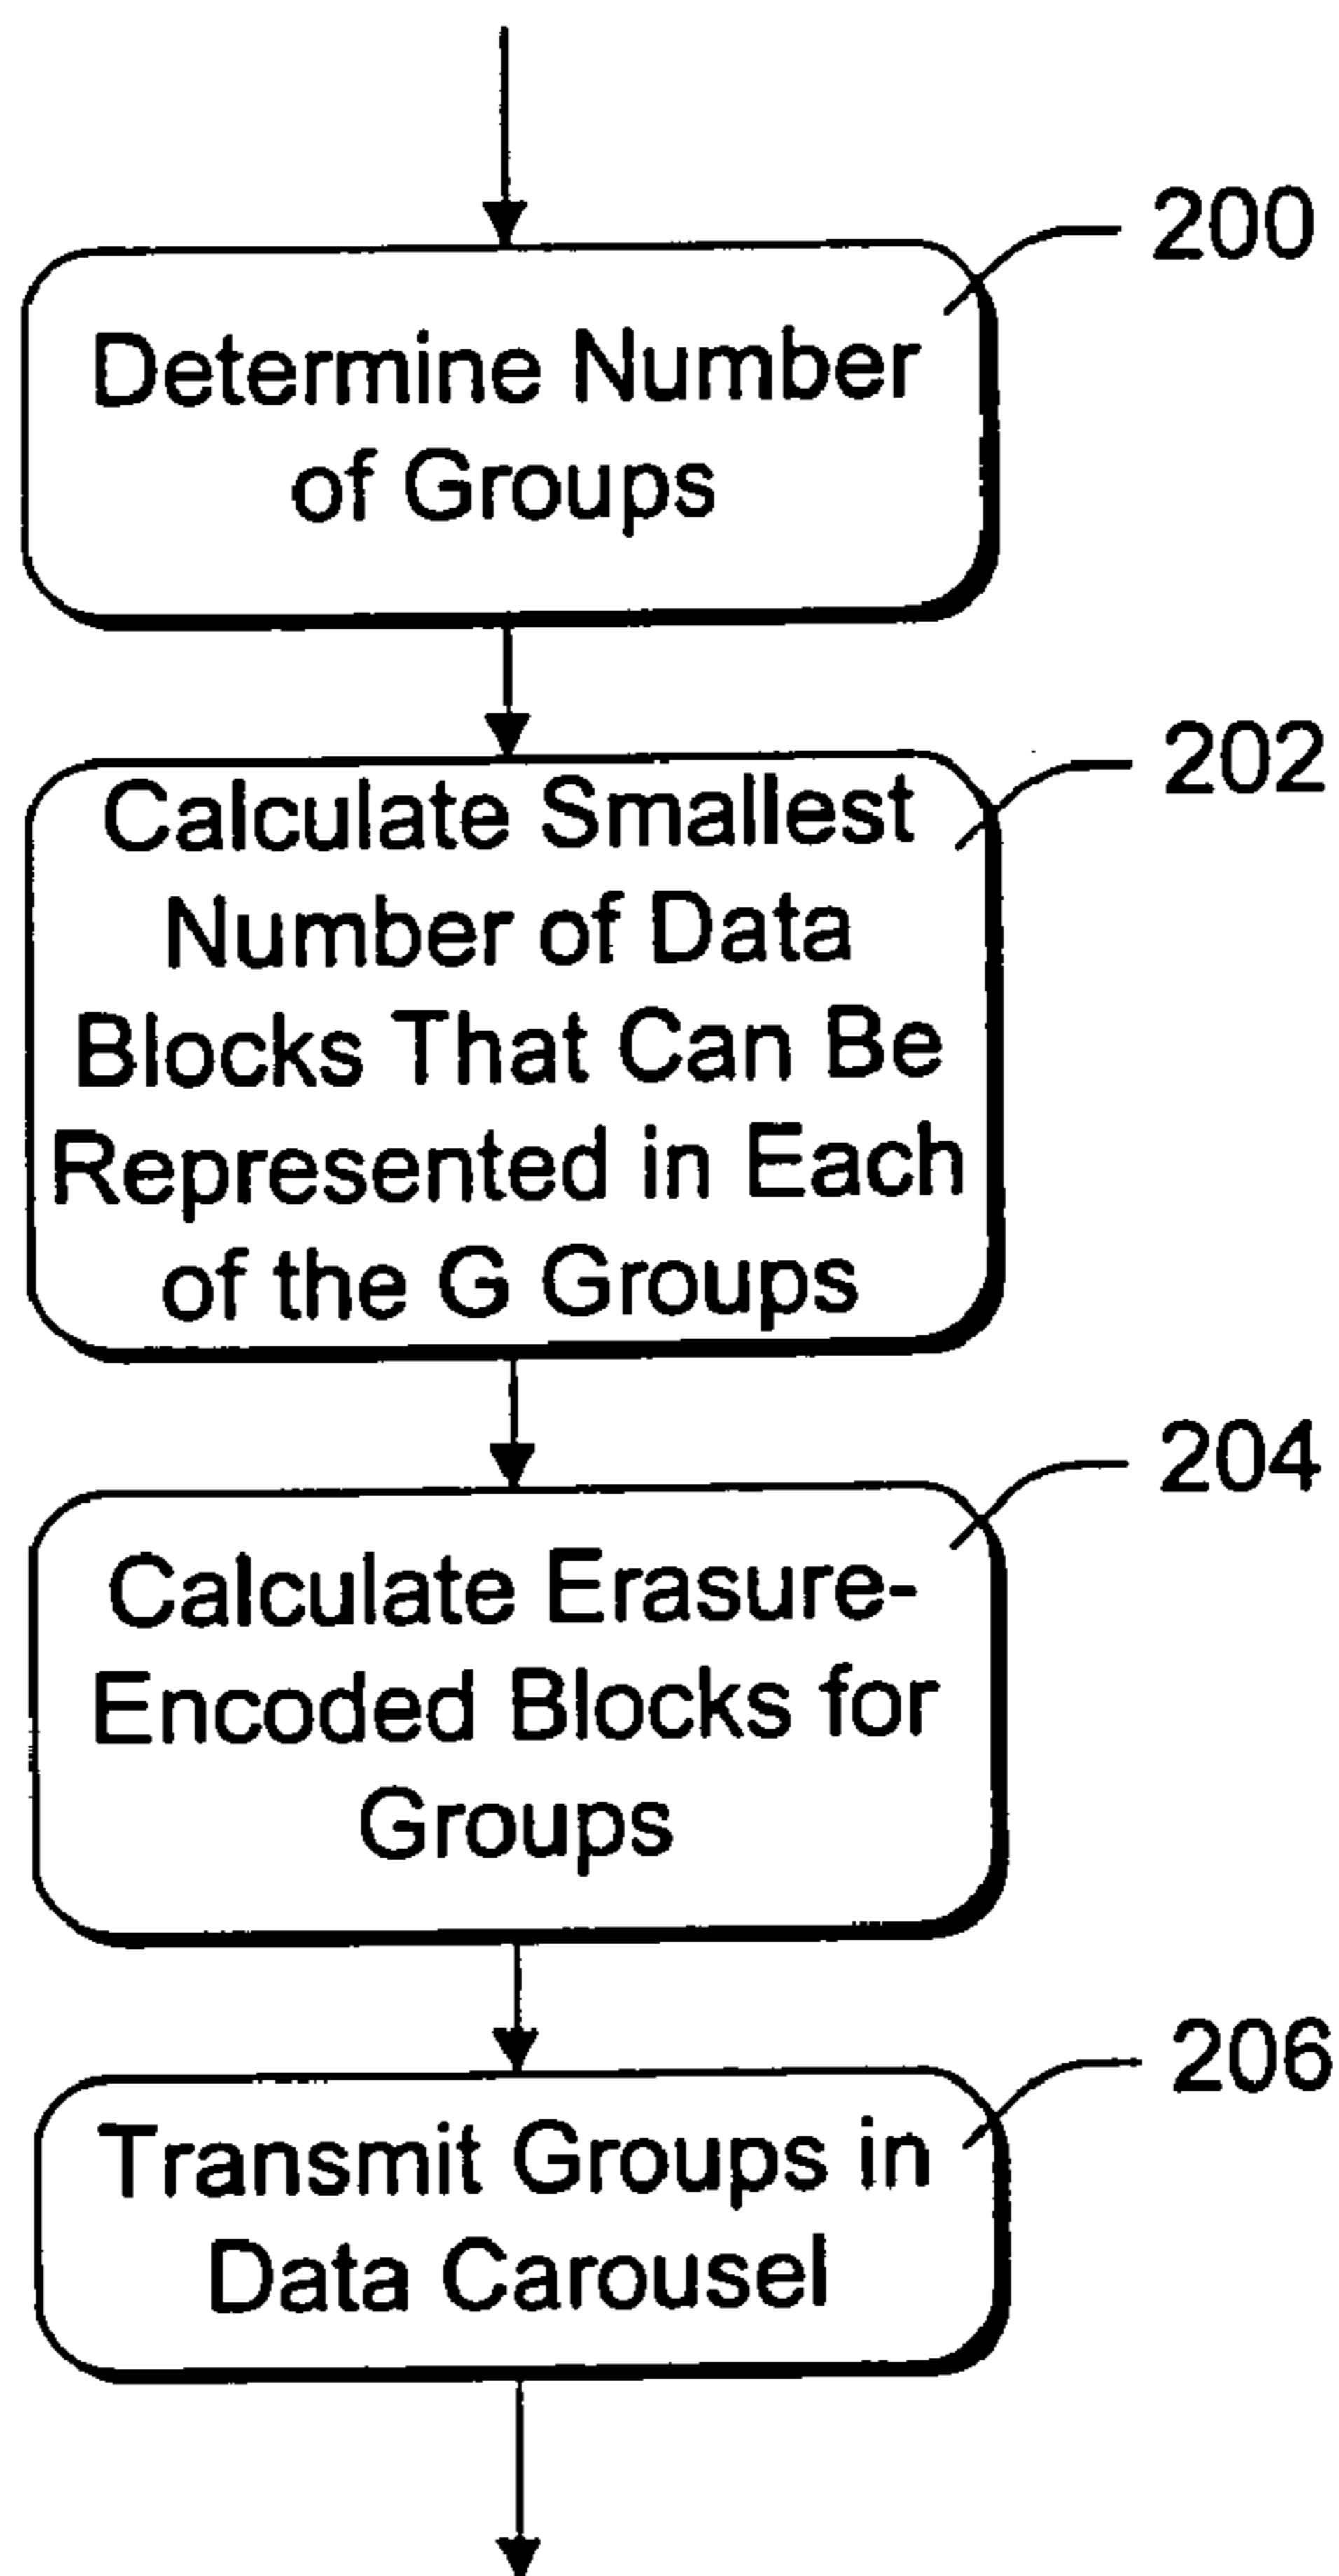 200
Determine Number
of Groups
202
Calculate Smallest
Number of Data
Blocks That Can Be
Represented in Each
of the G Groups
204
Calculate Erasure-
Encoded Blocks for
Groups
206
Transmit Groups in
Data Carousel